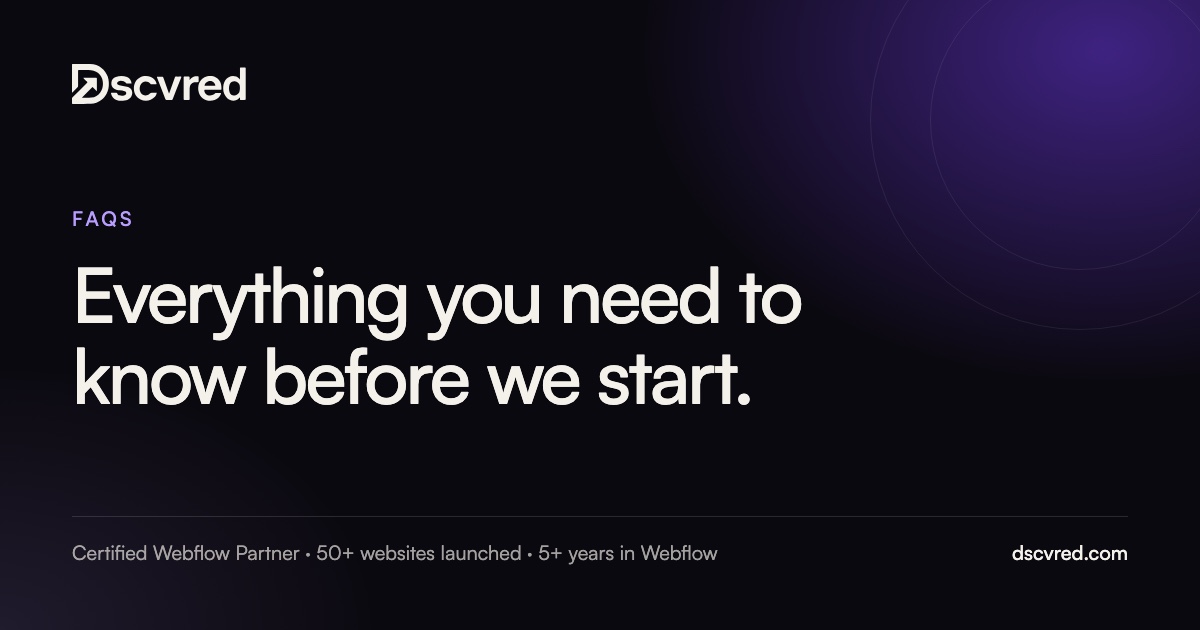 Dscvred
FAQS
Everything you need to
know before we start.
Certified Webflow Partner · 50+ websites launched · 5+ years in Webflow
dscvred.com